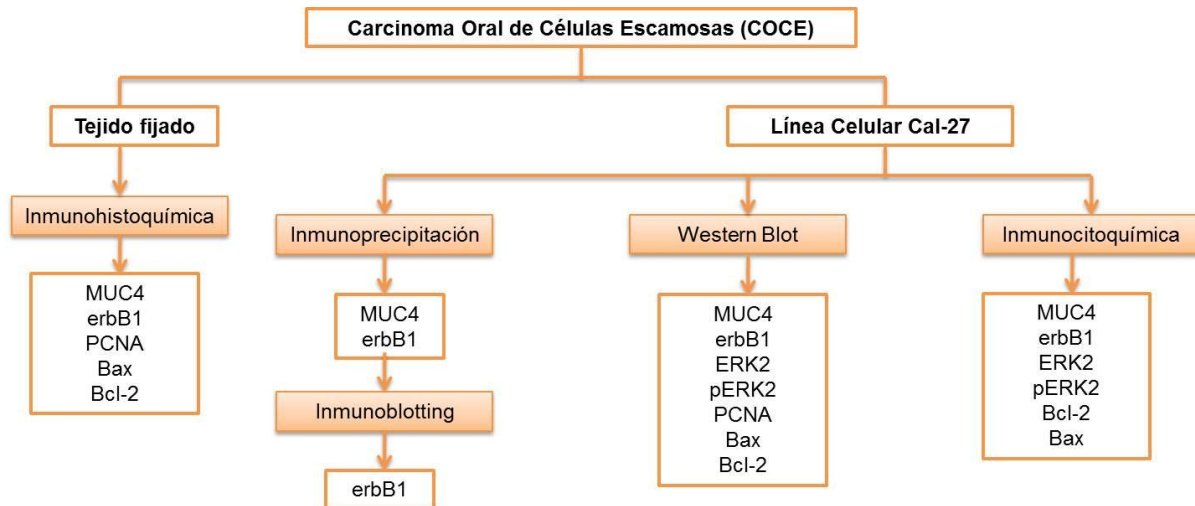 Carcinoma Oral de Células Escamosas (COCE)
Tejido fijado
Línea Celular Cal-27
Inmunohistoquímica
Inmunoprecipitación
Western Blot
Inmunocitoquímica
MUC4
erbB1
PCNA
Bax
Bcl-2
MUC4
erbB1
Inmunoblotting
erbB1
MUC4
erbB1
ERK2
pERK2
PCNA
Bax
Bcl-2
MUC4
erbB1
ERK2
pERK2
Bcl-2
Bax